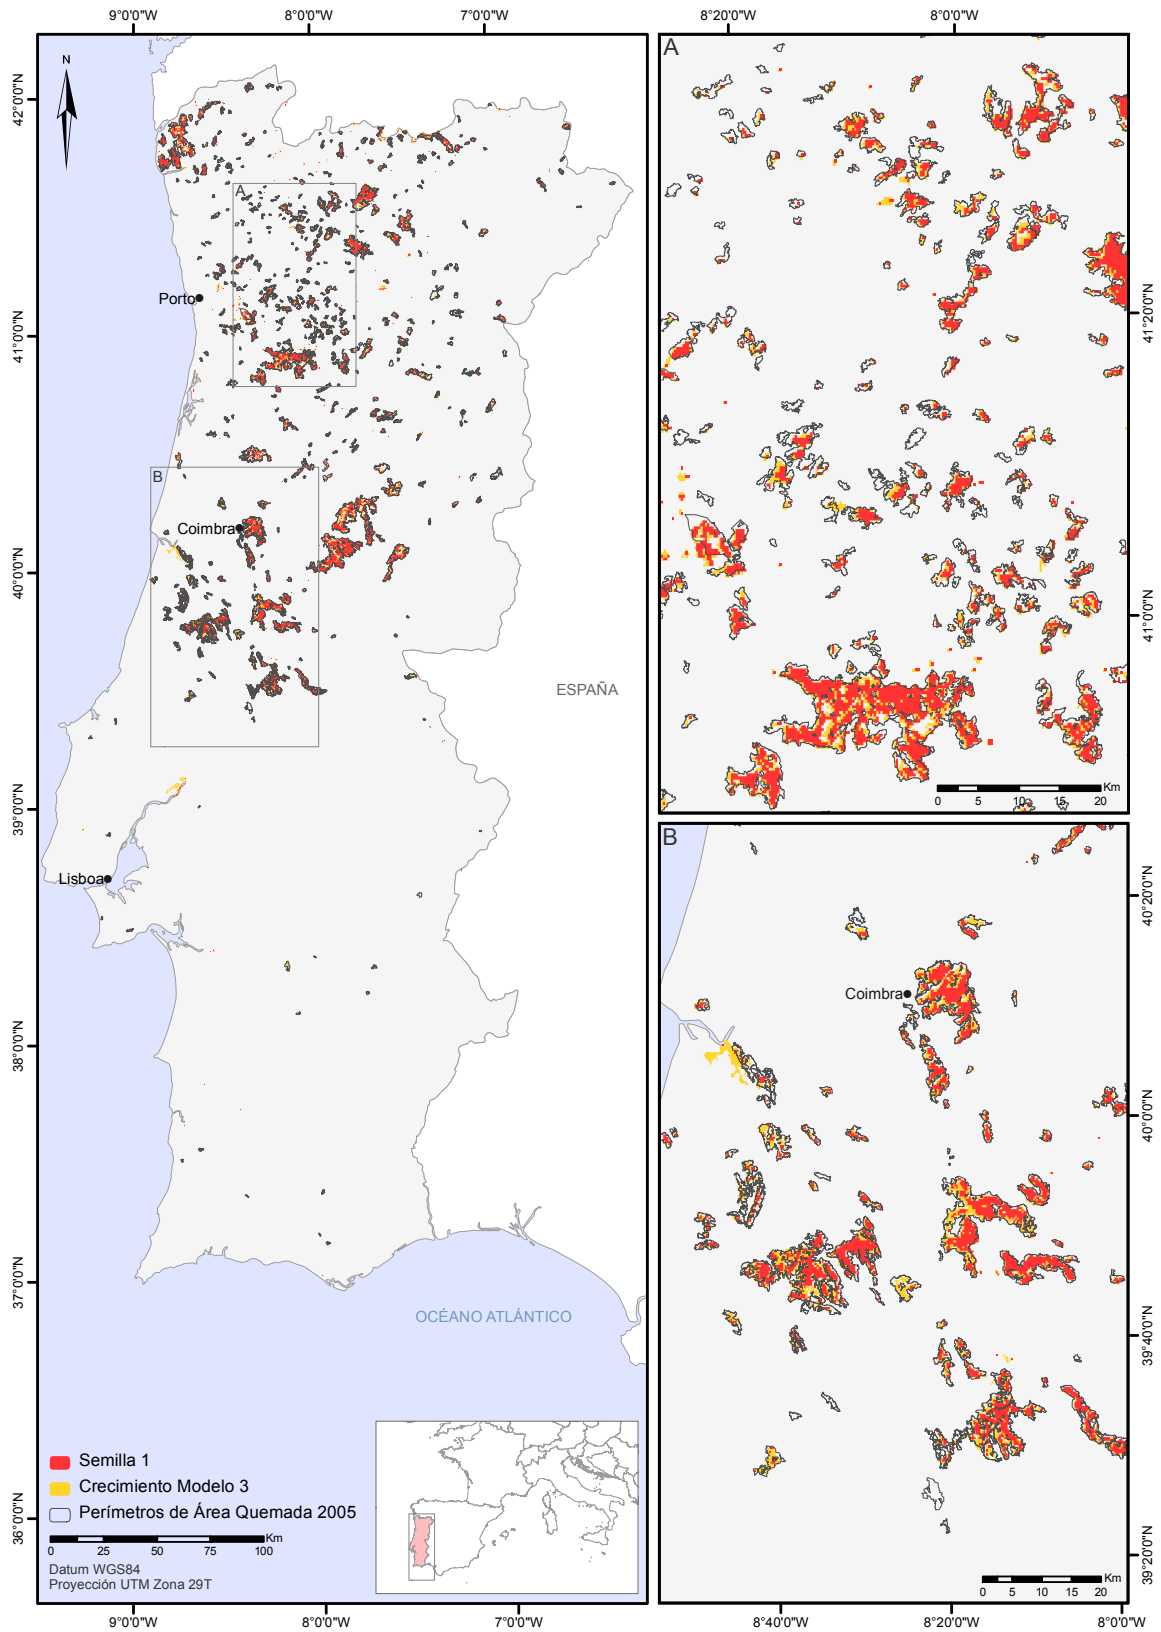 9°0'0"W
8°0'0"W
7°0'0"W
8°20'0"W
8°0'0"W
N
42°0'0"N
41°0'0"N
40°0'0"N
39°0'0"N
38°0'0"N
37°0'0"N
36°0'0"N
A
Porto
B
Coimbra
ESPAÑA
Lisboa
OCÉANO ATLÁNTICO
Semilla 1
Crecimiento Modelo 3
Perímetros de Área Quemada 2005
Km
0 25 50 75 100
Datum WGS84
Proyección UTM Zona 29T
9°0'0"W
8°0'0"W
7°0'0"W
A
41°20'0"N
41°0'0"N
Km
0 5 10 15 20
B
Coimbra
40°20'0"N
40°0'0"N
39°40'0"N
39°20'0"N
Km
0 5 10 15 20
8°40'0"W
8°20'0"W
8°0'0"W